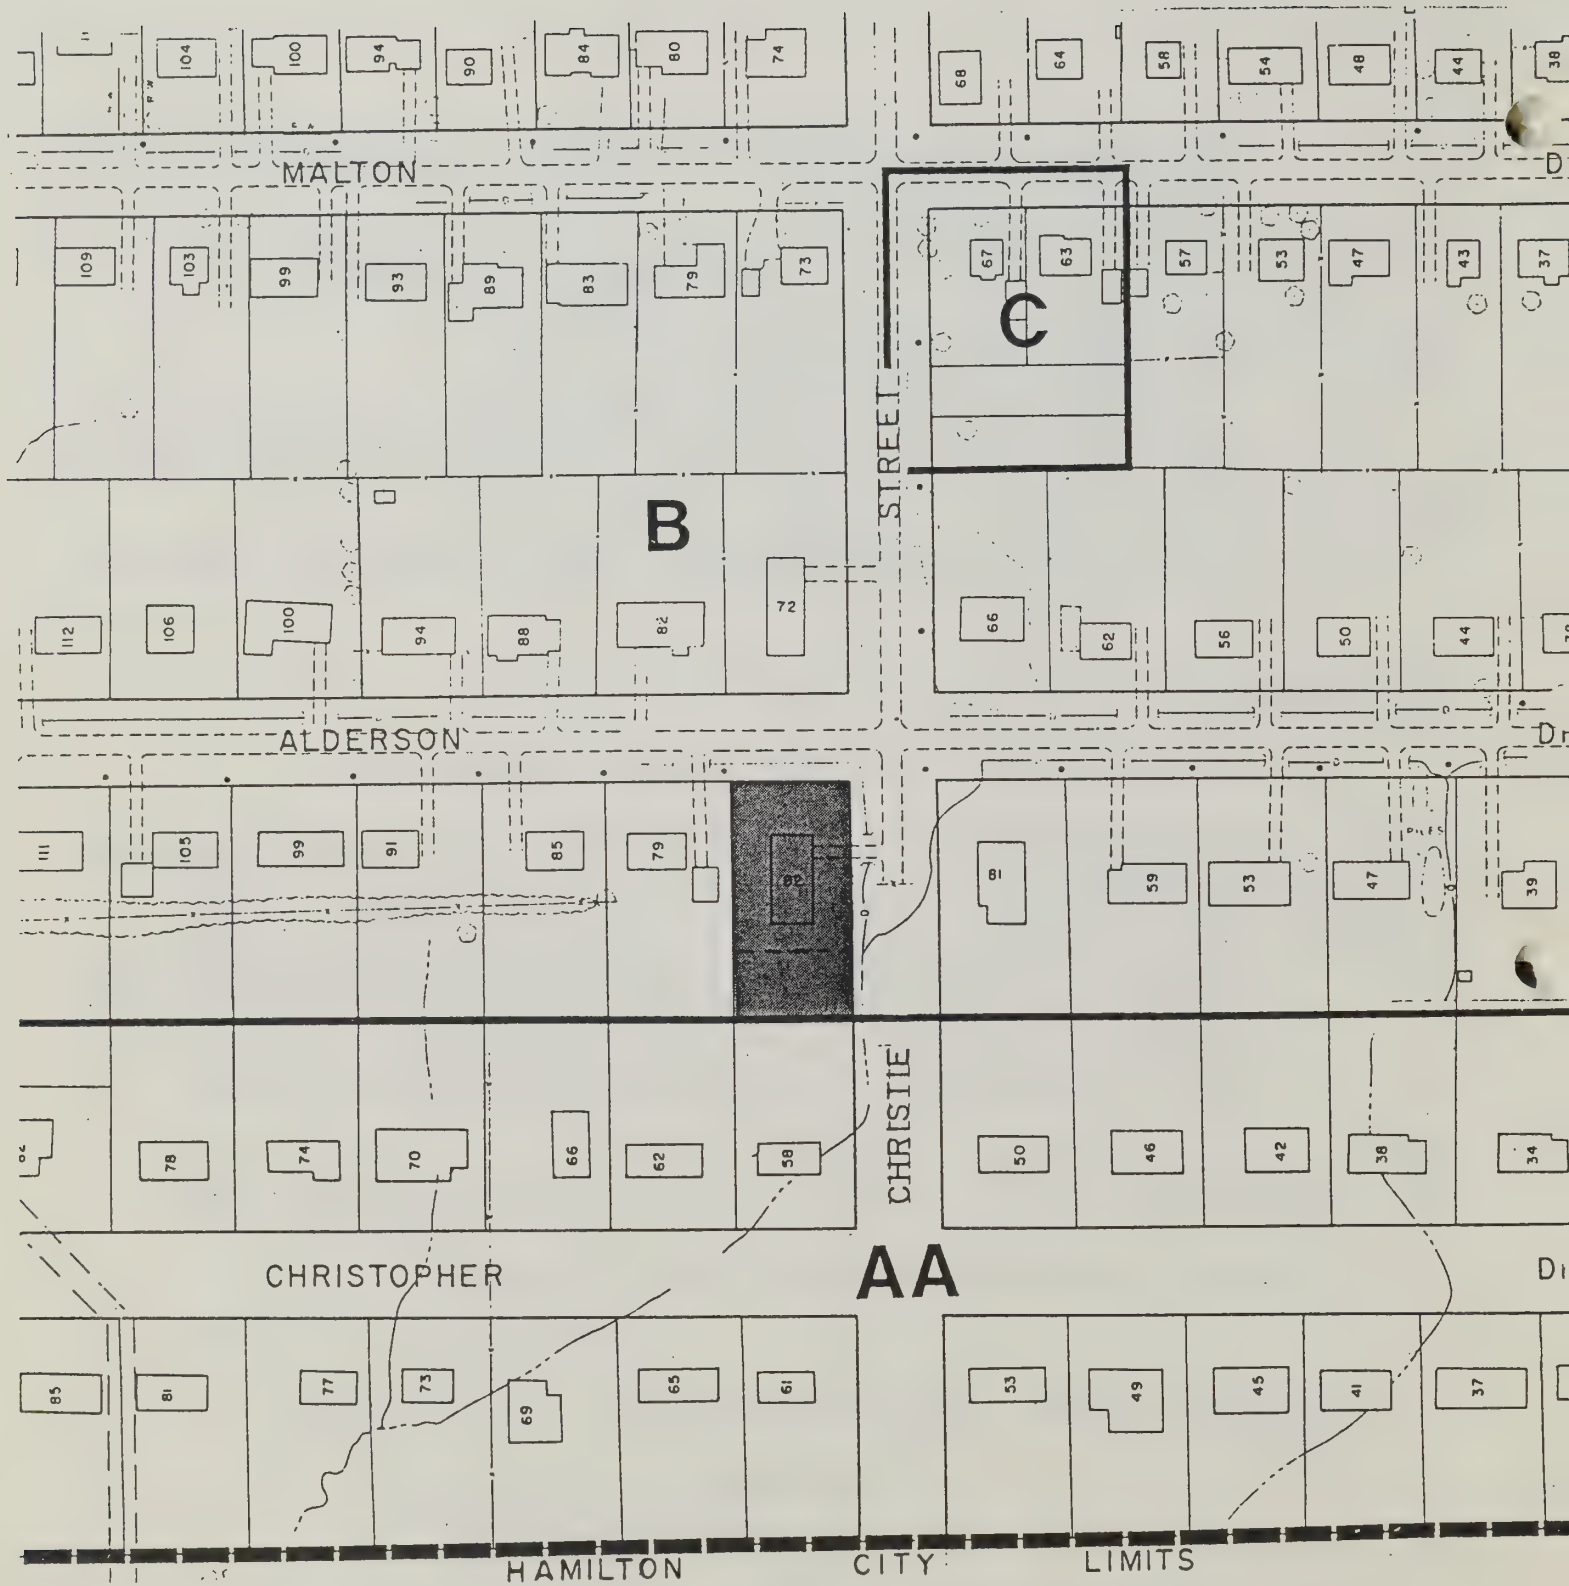 104 100 94 90 84 80 74 68 64 58 54 48 44 38
MALTON D
109 103 99 93 89 83 79 73 67 63 57 53 47 43 37
C
STREET
B
112 106 100 94 88 82 72 66 62 56 50 44
ALDERSON Dr
111 105 99 91 85 79 82 81 59 53 47 39
CHRISTIE
78 74 70 66 62 58 50 46 42 38 34
CHRISTOPHER AA Dr
85 81 77 73 69 65 61 53 49 45 41 37
HAMILTON CITY LIMITS